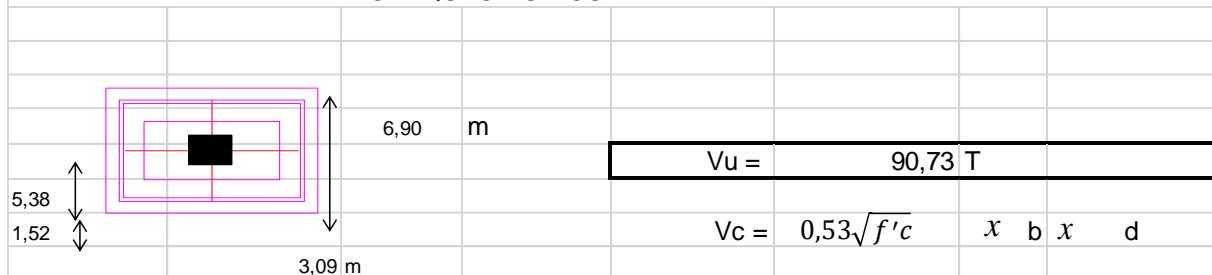 6,90 m
Vu = 90,73 T
5,38
1,52
Vc = 0,53√f'c x b x d
3,09 m